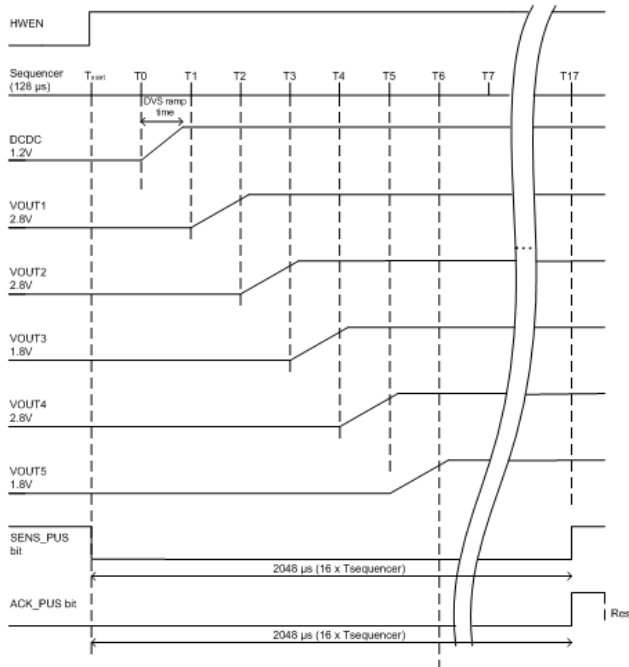 HWEN
Sequencer Tstart T0 T1 T2 T3 T4 T5 T6 T7 T17
(128 µs)
DVS ramp
time
DCDC
1.2V
VOUT1
2.8V
VOUT2
2.8V
...
VOUT3
1.8V
VOUT4
2.8V
VOUT5
1.8V
SENS_PUS
bit
2048 µs (16 x Tsequencer)
ACK_PUS bit
Res
2048 µs (16 x Tsequencer)